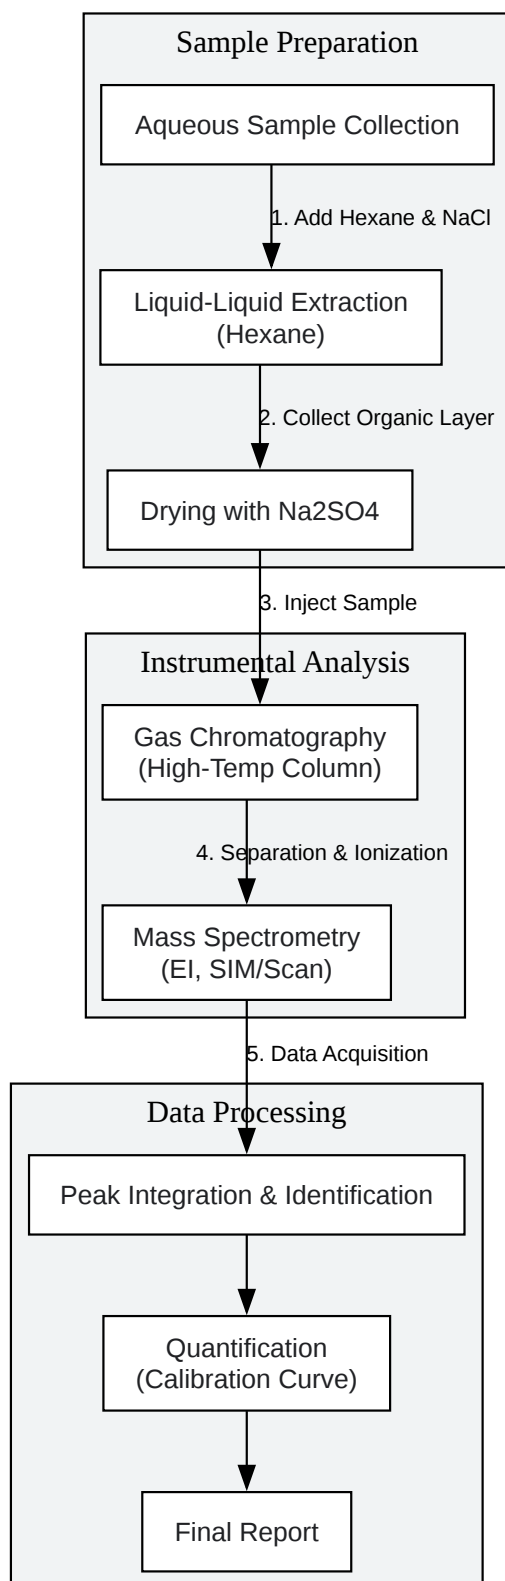 Sample Preparation
Aqueous Sample Collection
1. Add Hexane & NaCl
Liquid-Liquid Extraction
(Hexane)
2. Collect Organic Layer
Drying with Na2SO4
3. Inject Sample
Instrumental Analysis
Gas Chromatography
(High-Temp Column)
4. Separation & Ionization
Mass Spectrometry
(EI, SIM/Scan)
5. Data Acquisition
Data Processing
Peak Integration & Identification
Quantification
(Calibration Curve)
Final Report